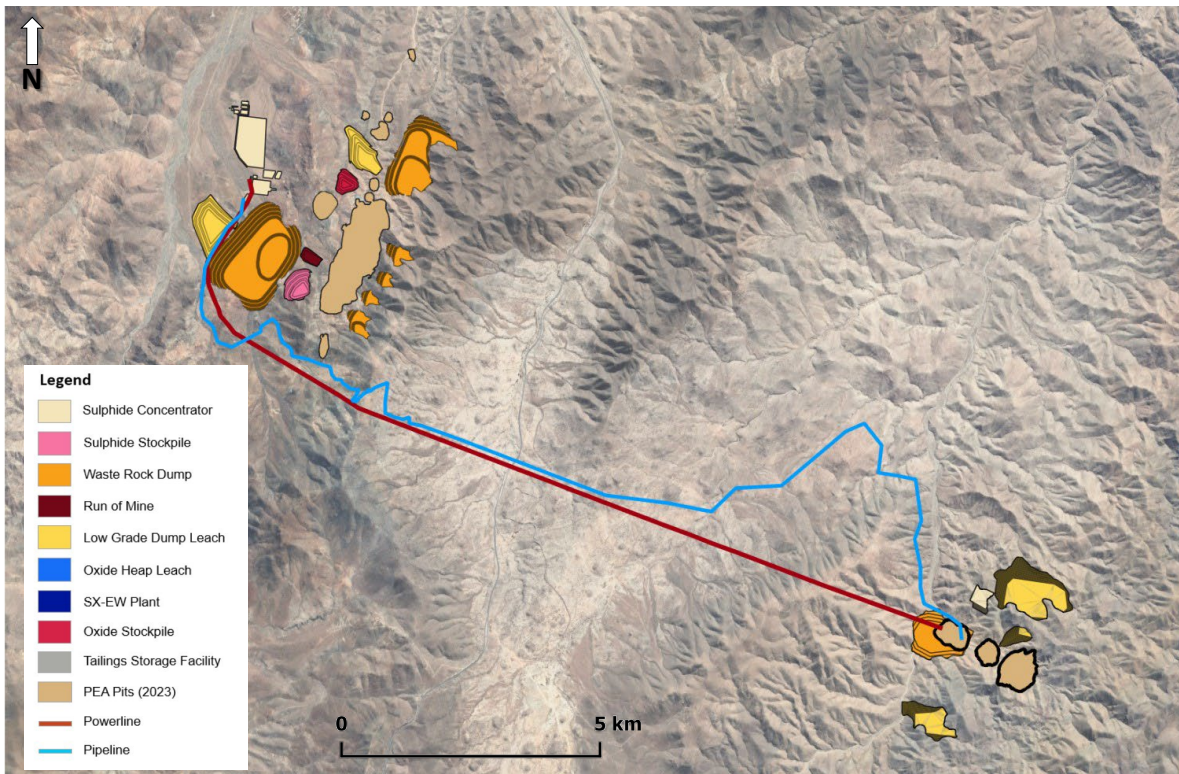 N
Legend
Sulphide Concentrator
Sulphide Stockpile
Waste Rock Dump
Run of Mine
Low Grade Dump Leach
Oxide Heap Leach
SX-EW Plant
Oxide Stockpile
Tailings Storage Facility
PEA Pits (2023)
Powerline
Pipeline
0 5 km